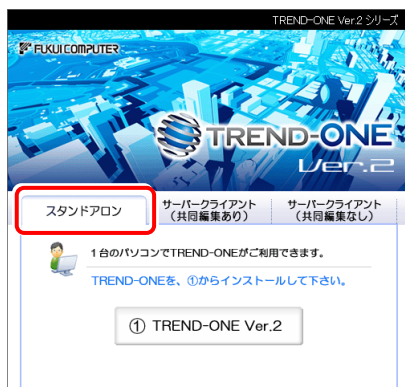 TREND-ONE Ver.2 シリーズ
FUKUI COMPUTER
TREND-ONE
Ver.2
スタンドアロン
サーバークライアント
（共同編集あり）
サーバークライアント
（共同編集なし）
1台のパソコンでTREND-ONEがご利用できます。
TREND-ONEを、①からインストールして下さい。
① TREND-ONE Ver.2